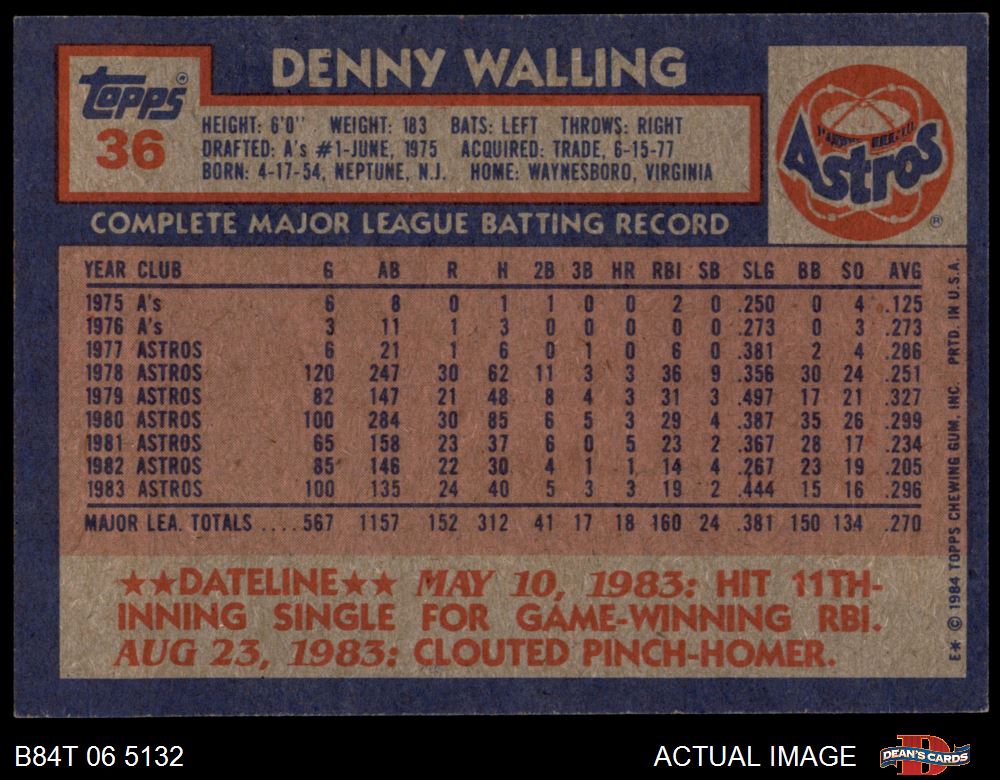 Topps ®
36
DENNY WALLING
HEIGHT: 6'0" WEIGHT: 183 BATS: LEFT THROWS: RIGHT
DRAFTED: A's #1-JUNE, 1975 ACQUIRED: TRADE, 6-15-77
BORN: 4-17-54, NEPTUNE, N.J. HOME: WAYNESBORO, VIRGINIA
Astros
®
COMPLETE MAJOR LEAGUE BATTING RECORD
YEAR CLUB G AB R H 2B 3B HR RBI SB SLG BB SO AVG
1975 A's 6 8 0 1 1 0 0 2 0 .250 0 4 .125
1976 A's 3 11 1 3 0 0 0 0 0 .273 0 3 .273
1977 ASTROS 6 21 1 6 0 1 0 6 0 .381 2 4 .286
1978 ASTROS 120 247 30 62 11 3 3 36 9 .356 30 24 .251
1979 ASTROS 82 147 21 48 8 4 3 31 3 .497 17 21 .327
1980 ASTROS 100 284 30 85 6 5 3 29 4 .387 35 26 .299
1981 ASTROS 65 158 23 37 6 0 5 23 2 .367 28 17 .234
1982 ASTROS 85 146 22 30 4 1 1 14 4 .267 23 19 .205
1983 ASTROS 100 135 24 40 5 3 3 19 2 .444 15 16 .296
MAJOR LEA. TOTALS .... 567 1157 152 312 41 17 18 160 24 .381 150 134 .270
★★DATELINE★★ MAY 10, 1983: HIT 11TH-
INNING SINGLE FOR GAME-WINNING RBI.
AUG 23, 1983: CLOUTED PINCH-HOMER.
E* © 1984 TOPPS CHEWING GUM, INC. PRTD. IN U.S.A.
B84T 06 5132
ACTUAL IMAGE
D
DEAN'S CARDS